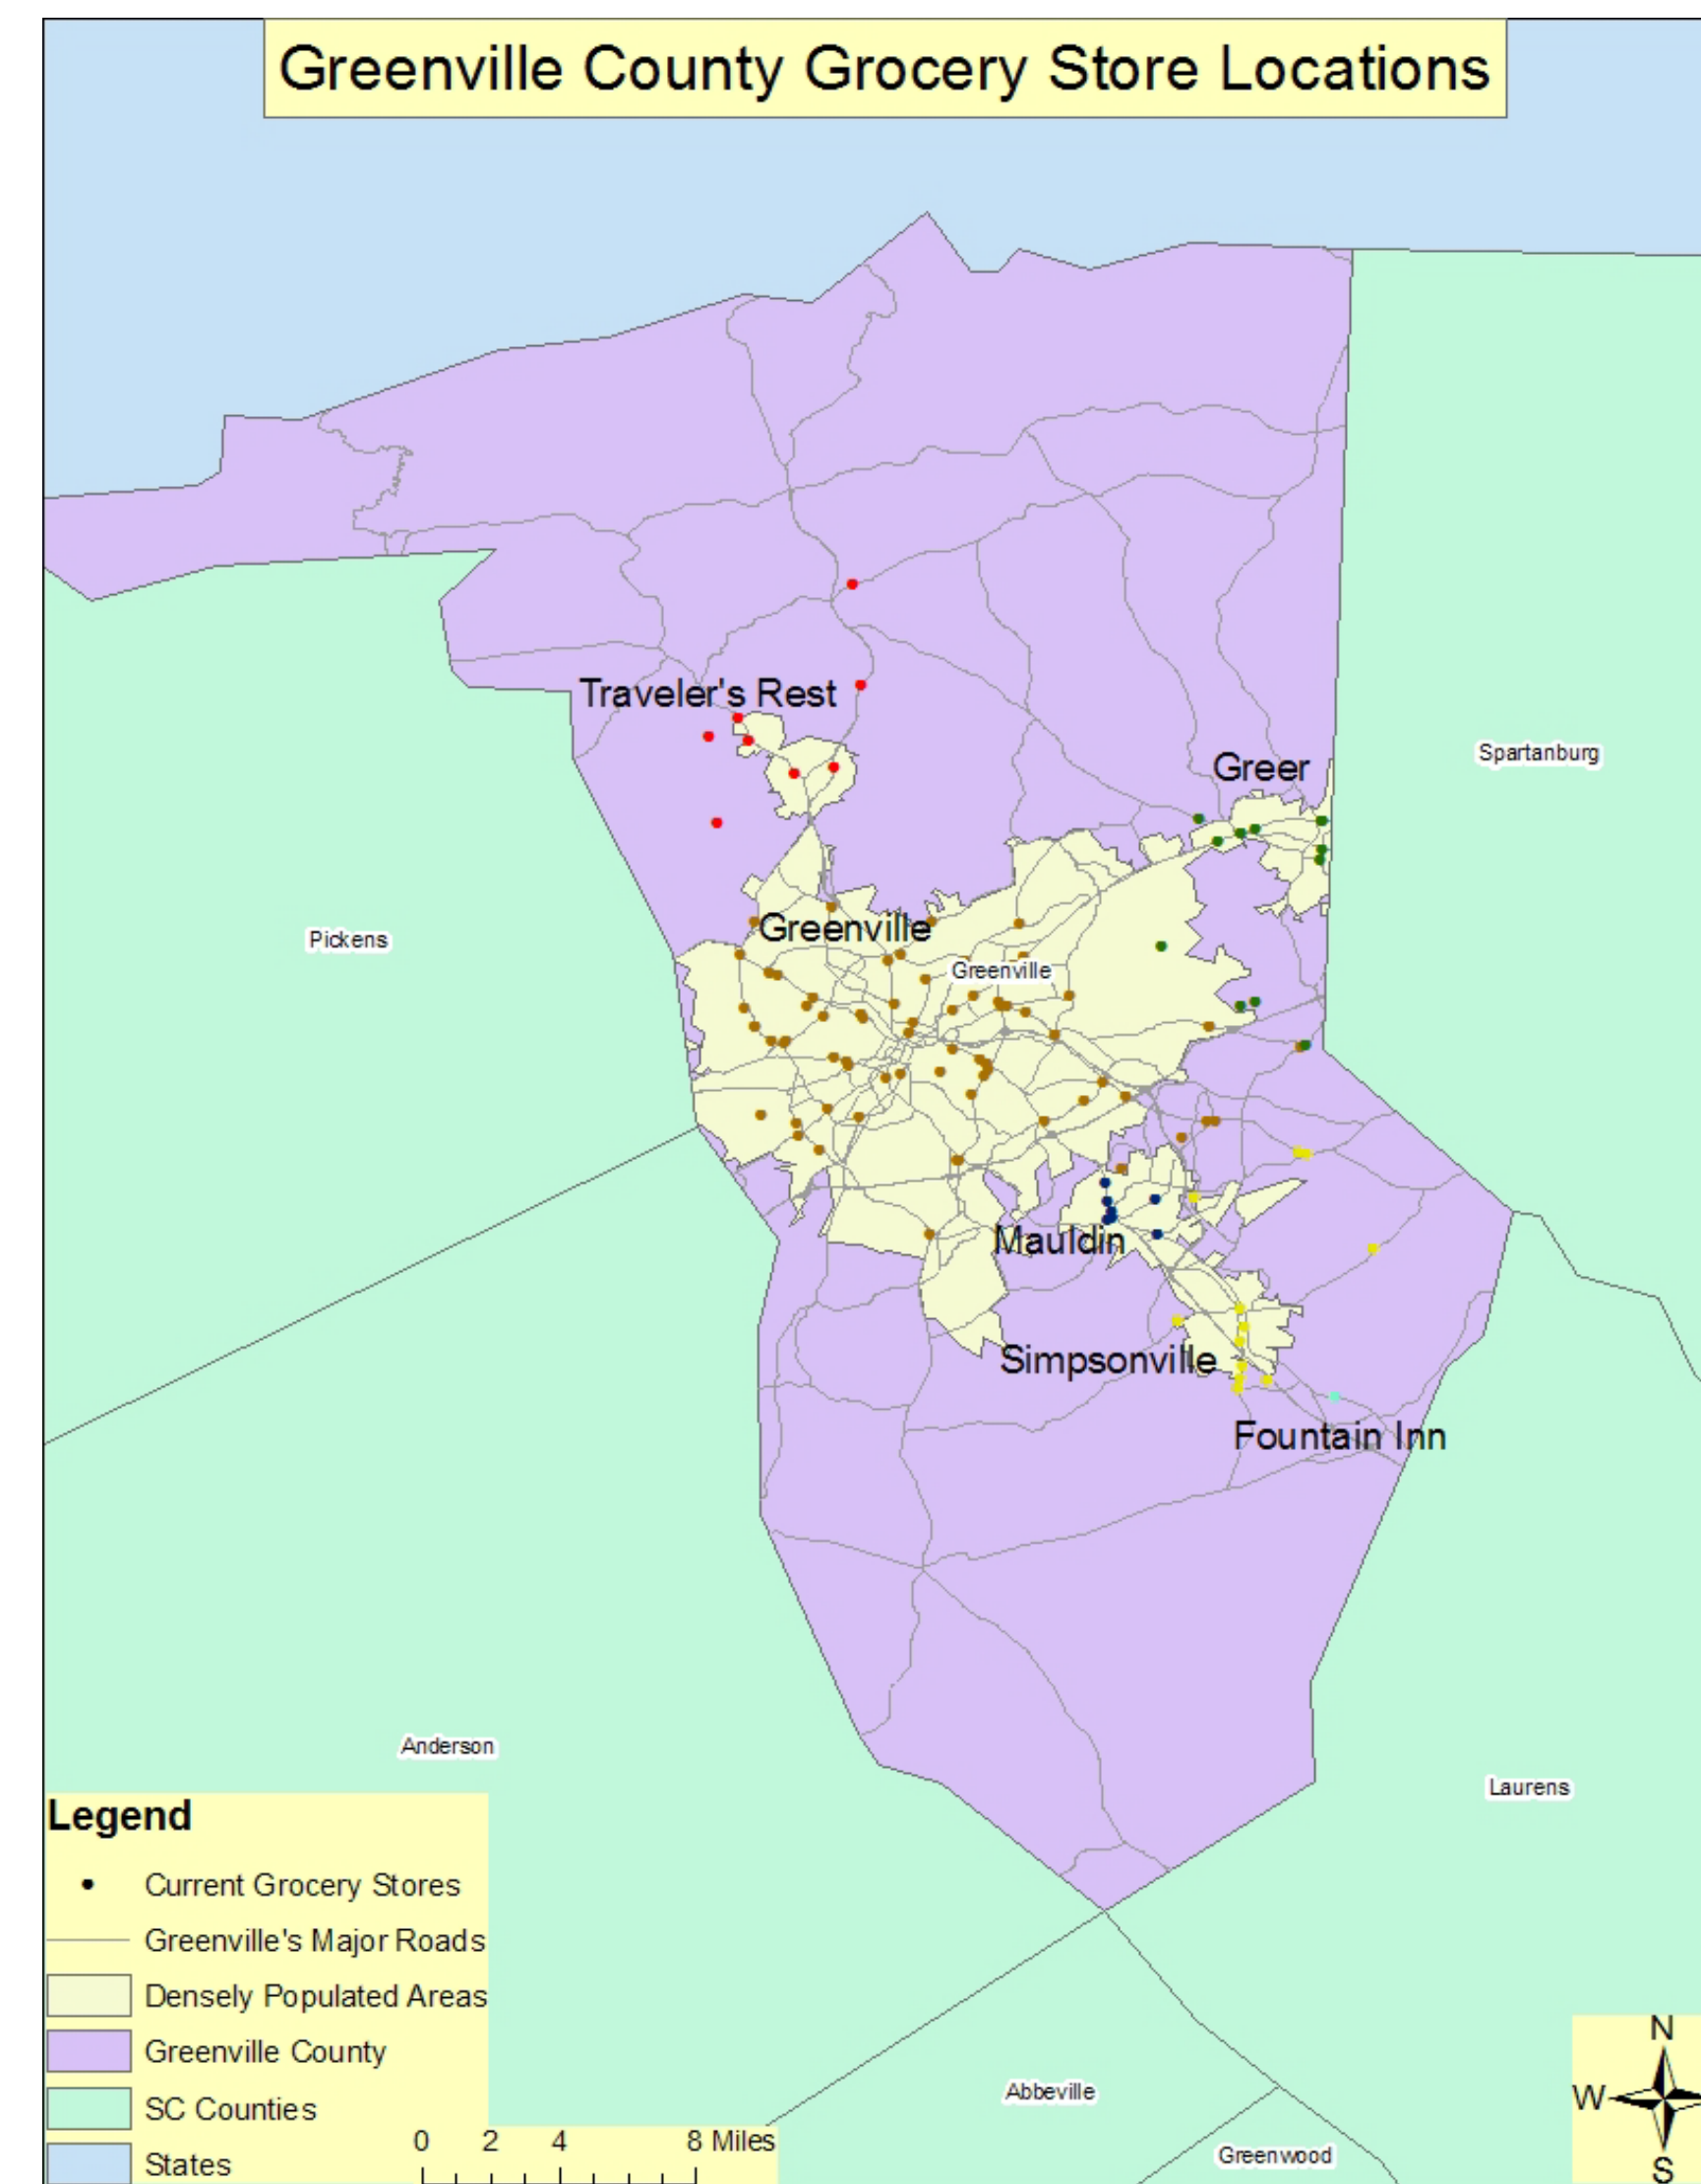 Greenville County Grocery Store Locations
Traveler's Rest
Greer
Spartanburg
Pickens
Greenville
Greenville
Mauldin
Simpsonville
Fountain Inn
Anderson
Laurens
Legend
Current Grocery Stores
Greenville's Major Roads
Densely Populated Areas
Greenville County
SC Counties
States
0 2 4 8 Miles
Abbeville
Greenwood
N
W
S